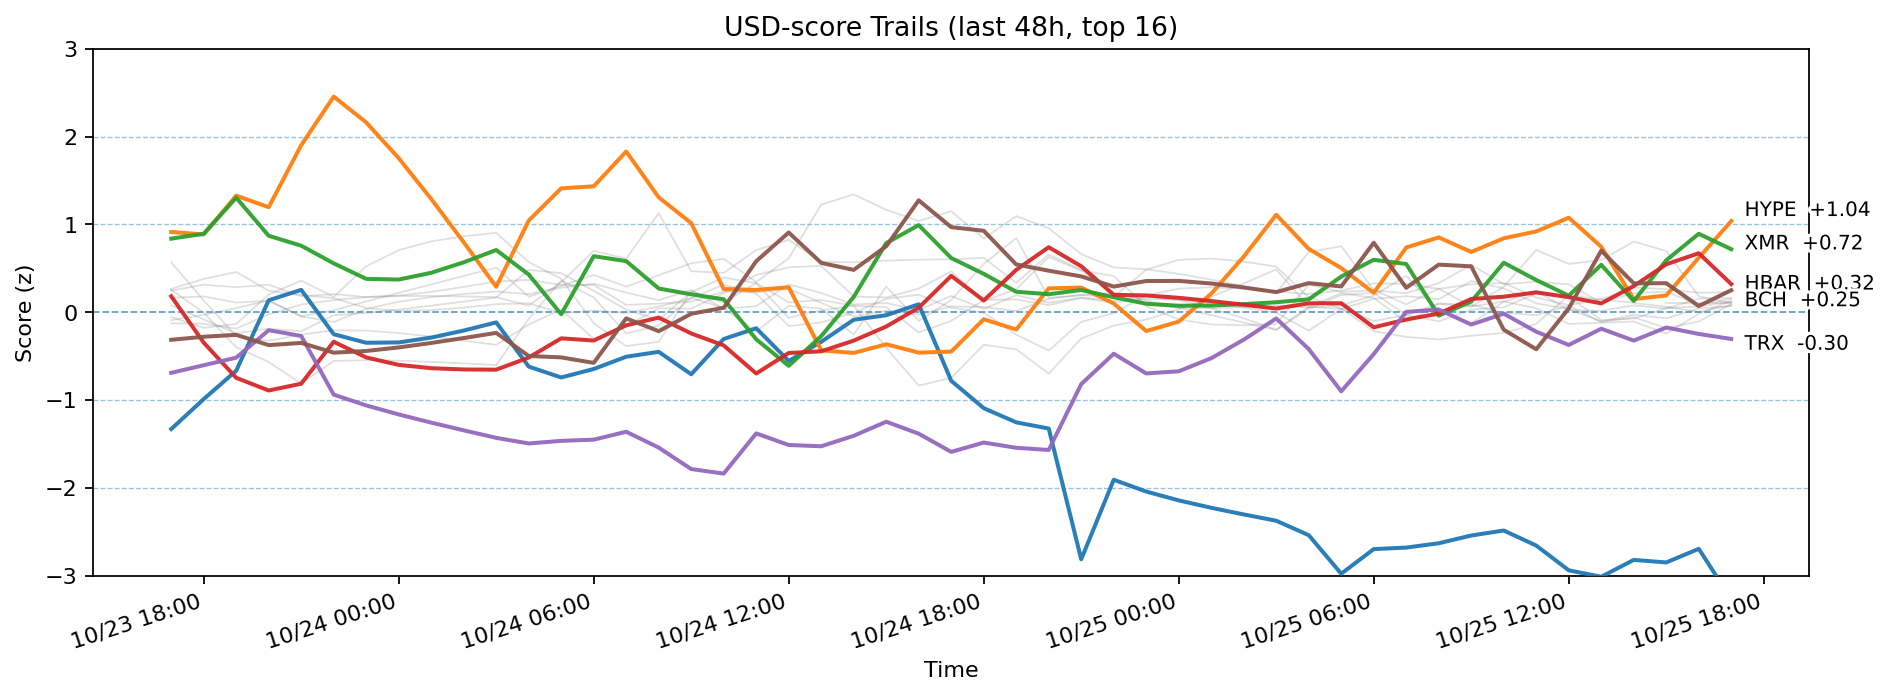 USD-score Trails (last 48h, top 16)
Score (z)
3
2
1
0
−1
−2
−3
HYPE +1.04
XMR +0.72
HBAR +0.32
BCH +0.25
TRX -0.30
10/23 18:00
10/24 00:00
10/24 06:00
10/24 12:00
10/24 18:00
10/25 00:00
10/25 06:00
10/25 12:00
10/25 18:00
Time